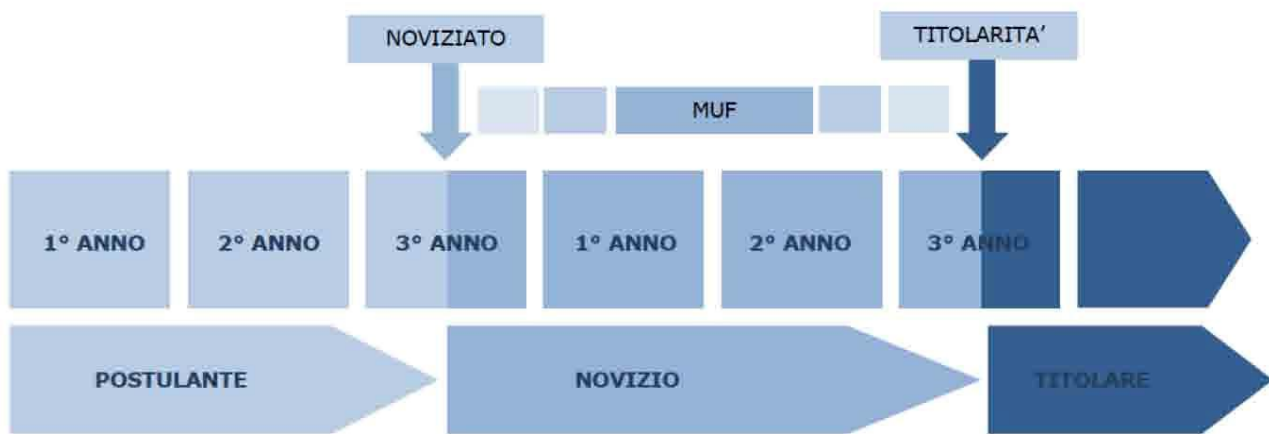 NOVIZIATO
TITOLARITA’
MUF
1° ANNO
2° ANNO
3° ANNO
1° ANNO
2° ANNO
3° ANNO
POSTULANTE
NOVIZIO
TITOLARE